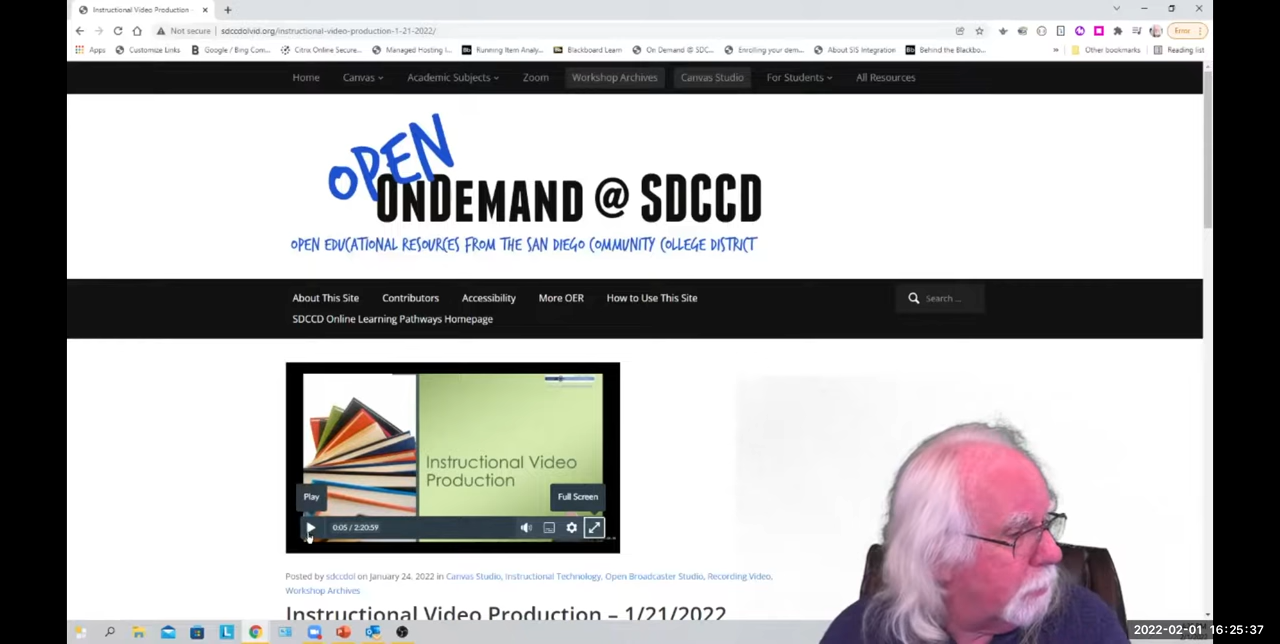 Instructional Video Production -
Not secure | sdccdolvid.org/instructional-video-production-1-21-2022/
Error
Apps Customize Links Google / Bing Com... Citrix Online Secure... Managed Hosting I... Running Item Analy... Blackboard Learn On Demand @ SDC... Enrolling your dem... About SIS Integration Behind the Blackbo... » Other bookmarks Reading list
Home Canvas Academic Subjects Zoom Workshop Archives Canvas Studio For Students All Resources
OPEN
ONDEMAND @ SDCCD
OPEN EDUCATIONAL RESOURCES FROM THE SAN DIEGO COMMUNITY COLLEGE DISTRICT
About This Site Contributors Accessibility More OER How to Use This Site
Search ...
SDCCD Online Learning Pathways Homepage
Instructional Video
Production
Play
Full Screen
0:05 / 2:20:59
Posted by sdccdol on January 24, 2022 in Canvas Studio, Instructional Technology, Open Broadcaster Studio, Recording Video,
Workshop Archives
Instructional Video Production – 1/21/2022
2022-02-01 16:25:37